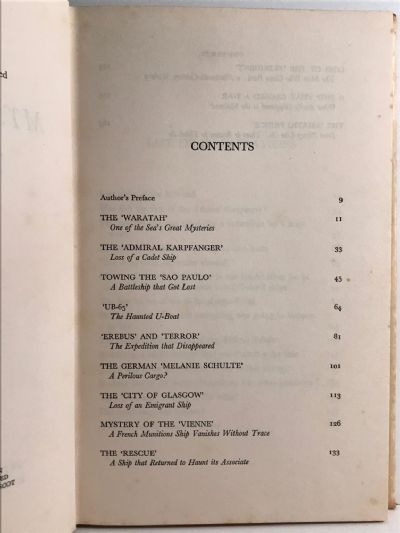 CONTENTS
Author's Preface 9
THE 'WARATAH' 11
One of the Sea's Great Mysteries
THE 'ADMIRAL KARPFANGER' 33
Loss of a Cadet Ship
TOWING THE 'SAO PAULO' 45
A Battleship that Got Lost
'UB-65' 64
The Haunted U-Boat
'EREBUS' AND 'TERROR' 81
The Expedition that Disappeared
THE GERMAN 'MELANIE SCHULTE' 101
A Perilous Cargo?
THE 'CITY OF GLASGOW' 113
Loss of an Emigrant Ship
MYSTERY OF THE 'VIENNE' 126
A French Munitions Ship Vanishes Without Trace
THE 'RESCUE' 133
A Ship that Returned to Haunt its Associate